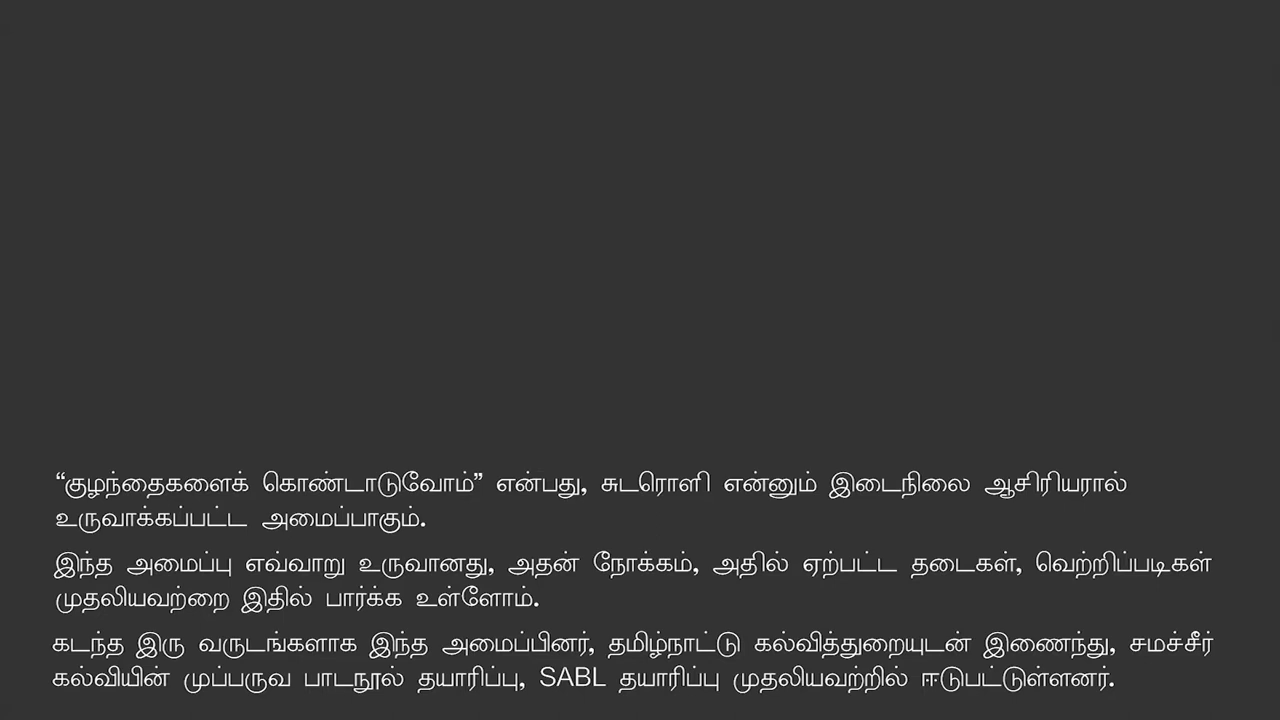 “குழந்தைகளைக் கொண்டாடுவோம்” என்பது, சுடரொளி என்னும் இடைநிலை ஆசிரியரால்
உருவாக்கப்பட்ட அமைப்பாகும்.
இந்த அமைப்பு எவ்வாறு உருவானது, அதன் நோக்கம், அதில் ஏற்பட்ட தடைகள், வெற்றிப்படிகள்
முதலியவற்றை இதில் பார்க்க உள்ளோம்.
கடந்த இரு வருடங்களாக இந்த அமைப்பினர், தமிழ்நாட்டு கல்வித்துறையுடன் இணைந்து, சமச்சீர்
கல்வியின் முப்பருவ பாடநூல் தயாரிப்பு, SABL தயாரிப்பு முதலியவற்றில் ஈடுபட்டுள்ளனர்.